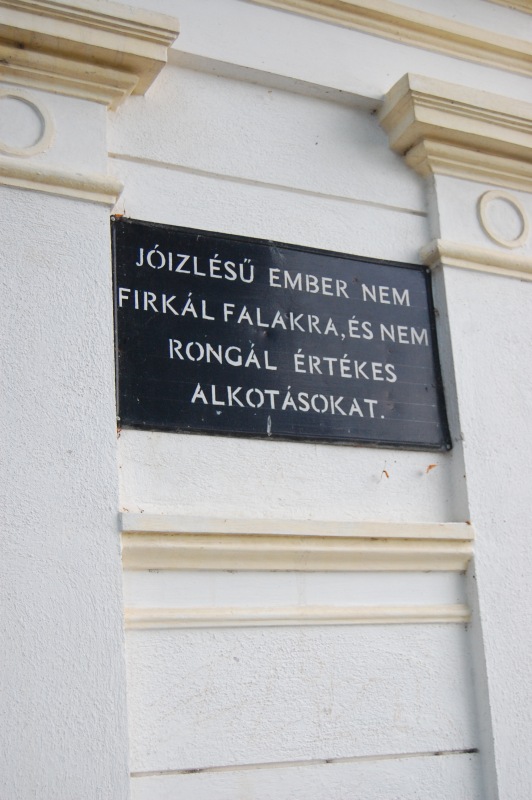 JÓIZLÉSŰ EMBER NEM
FIRKÁL FALAKRA, ÉS NEM
RONGÁL ÉRTÉKES
ALKOTÁSOKAT.